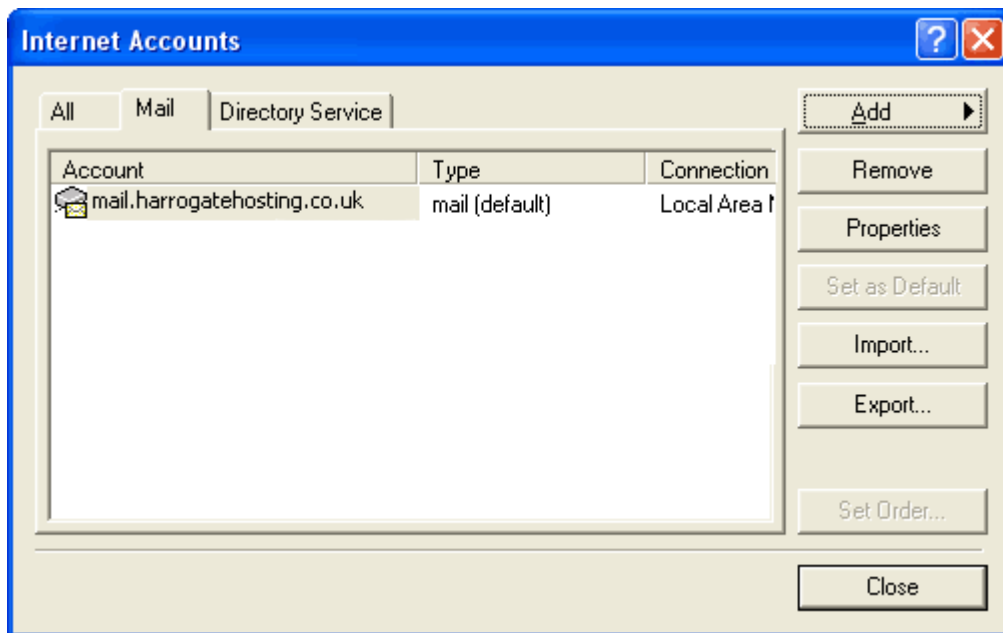 Internet Accounts
All Mail Directory Service
Add
Account Type Connection
Remove
mail.harrogatehosting.co.uk mail (default) Local Area
Properties
Set as Default
Import...
Export...
Set Order...
Close